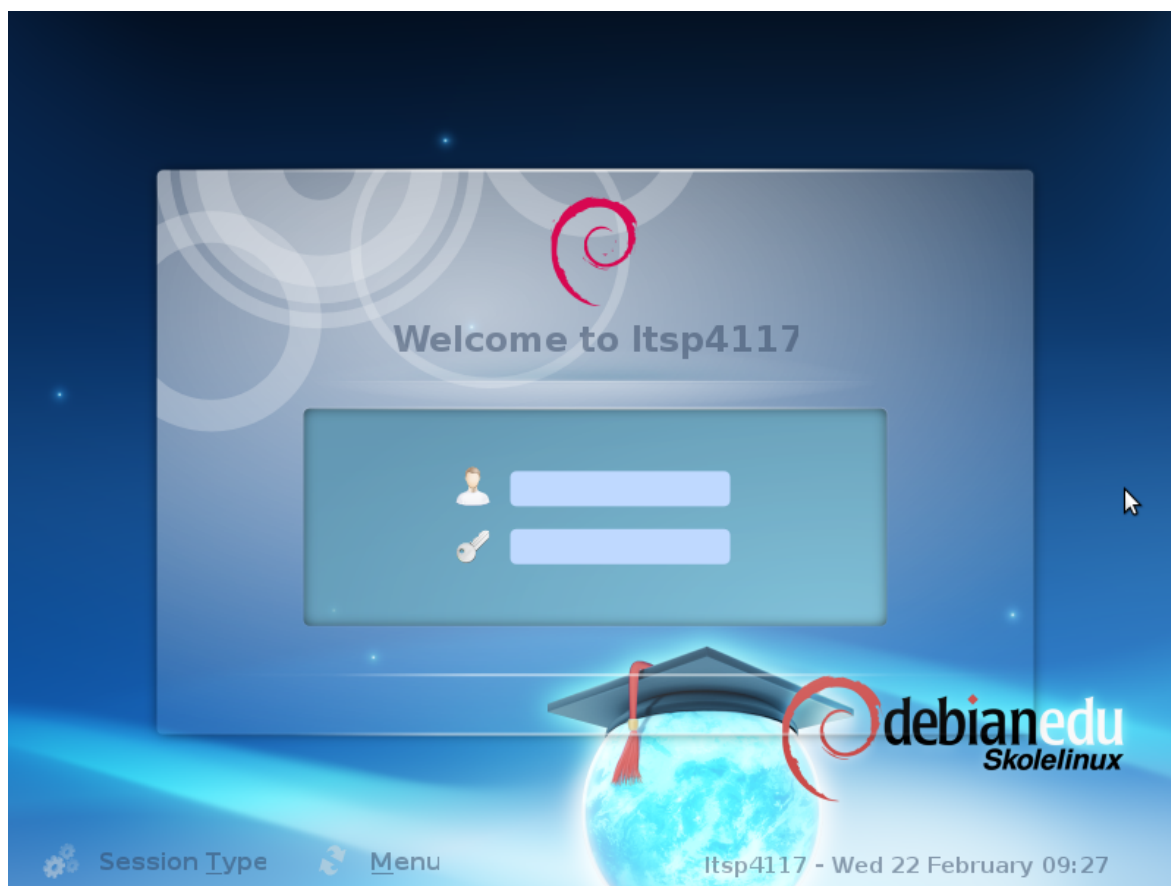 Welcome to ltsp4117
debianedu
Skolelinux
Session Type
Menu
ltsp4117 - Wed 22 February 09:27